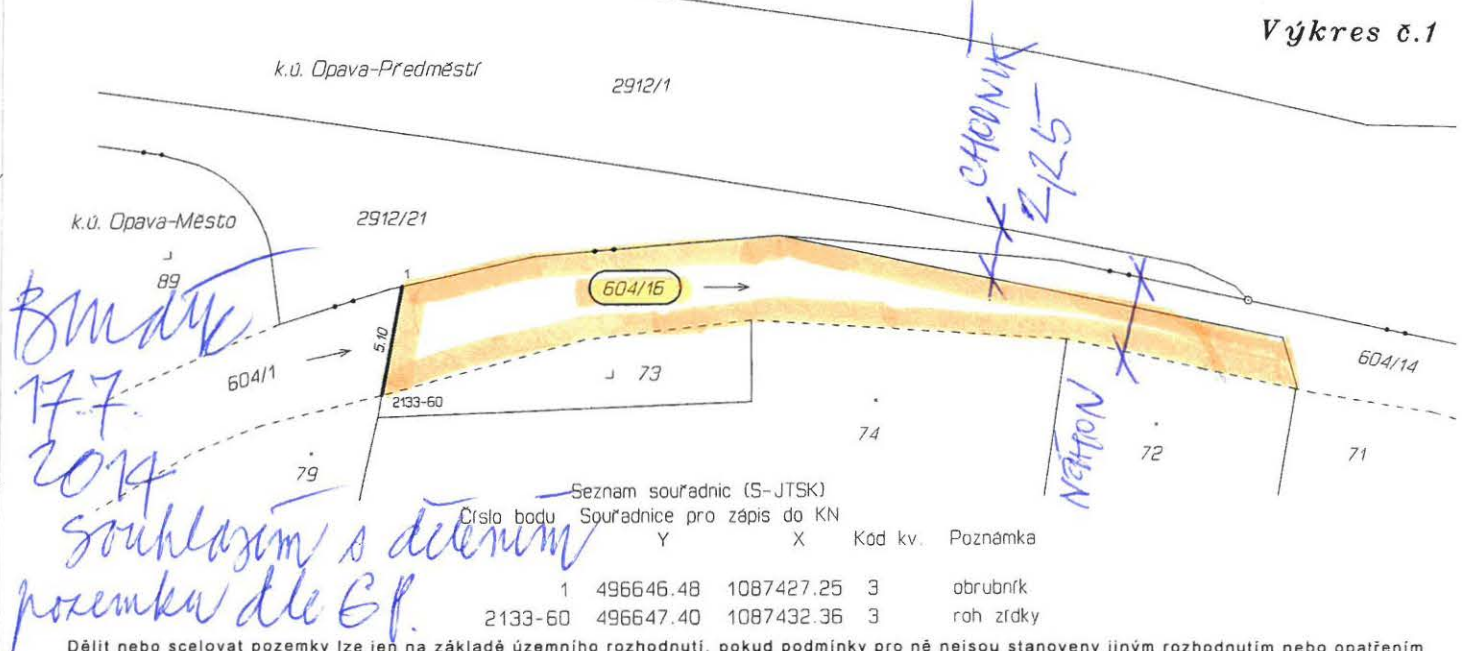 Výkres č.1
k.ú. Opava-Předměstí
2912/1
CHODNÍK
2,25
k.ú. Opava-Město
2912/21
89
1
604/16
5.10
604/1
73
604/14
2133-60
74
72
71
NÁHON
79
17.7.
2014
Souhlasím s dělením
pozemku dle GP.
Seznam souřadnic (S-JTSK)
Číslo bodu Souřadnice pro zápis do KN
Y X Kód kv. Poznámka
1 496646.48 1087427.25 3 obrubník
2133-60 496647.40 1087432.36 3 roh zídky
Dělit nebo scelovat pozemky lze jen na základě územního rozhodnutí, pokud podmínky pro ně nejsou stanoveny jiným rozhodnutím nebo opatřením